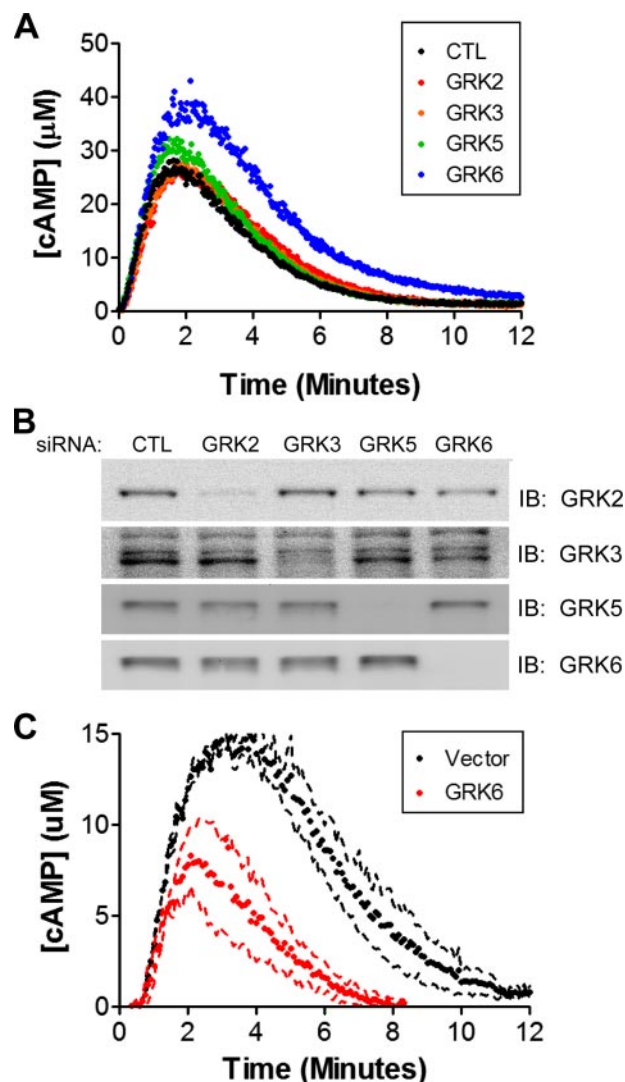 A
[cAMP] (µM)
50
40
30
20
10
0
CTL
GRK2
GRK3
GRK5
GRK6
0 2 4 6 8 10 12
Time (Minutes)
B
siRNA: CTL GRK2 GRK3 GRK5 GRK6
IB: GRK2
IB: GRK3
IB: GRK5
IB: GRK6
C
[cAMP] (uM)
15
10
5
0
Vector
GRK6
0 2 4 6 8 10 12
Time (Minutes)